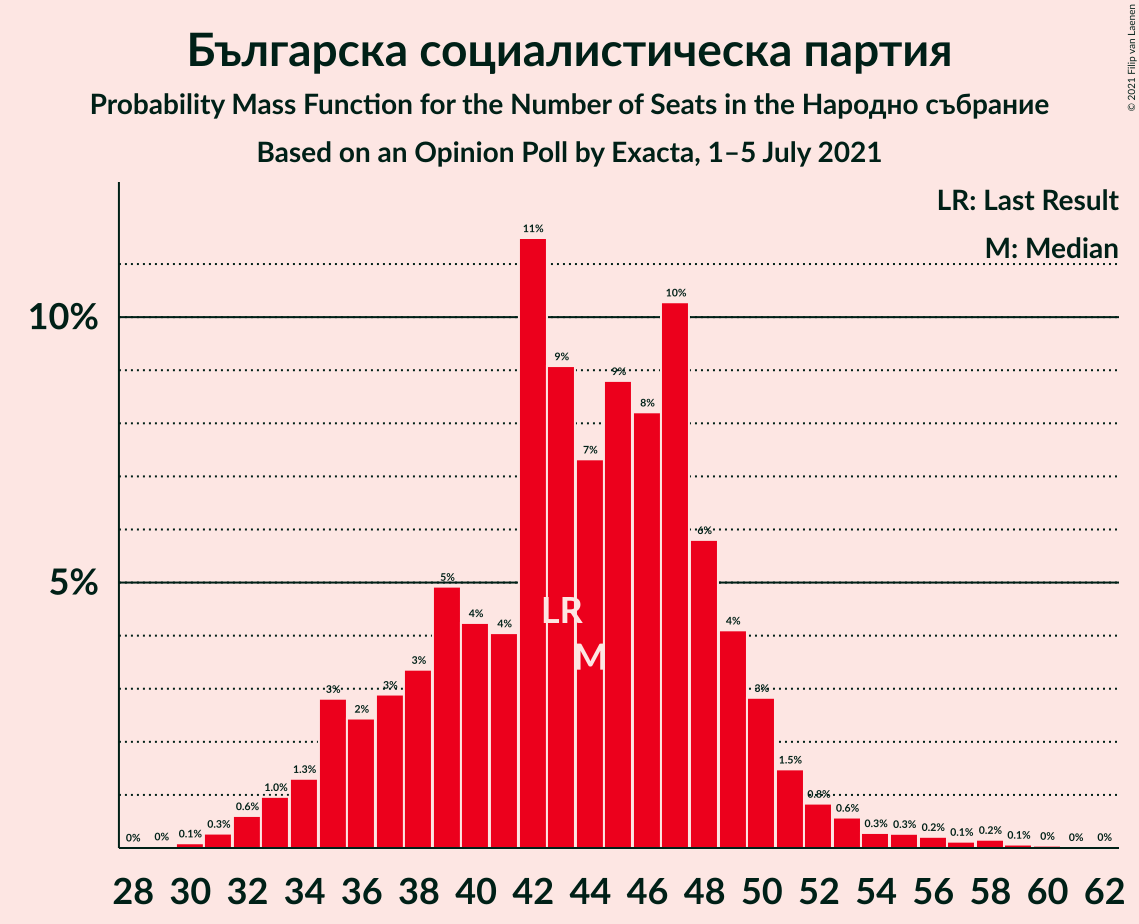 Българска социалистическа партия
Probability Mass Function for the Number of Seats in the Народно събрание
Based on an Opinion Poll by Exacta, 1–5 July 2021
© 2021 Filip van Laenen
LR: Last Result
M: Median
10%
5%
0% 0% 0.1% 0.3% 0.6% 1.0% 1.3% 3% 2% 3% 3% 5% 4% 4% 11% 9% 7% 9% 8% 10% 6% 4% 3% 1.5% 0.8% 0.6% 0.3% 0.3% 0.2% 0.1% 0.2% 0.1% 0% 0% 0%
LR
M
28 30 32 34 36 38 40 42 44 46 48 50 52 54 56 58 60 62